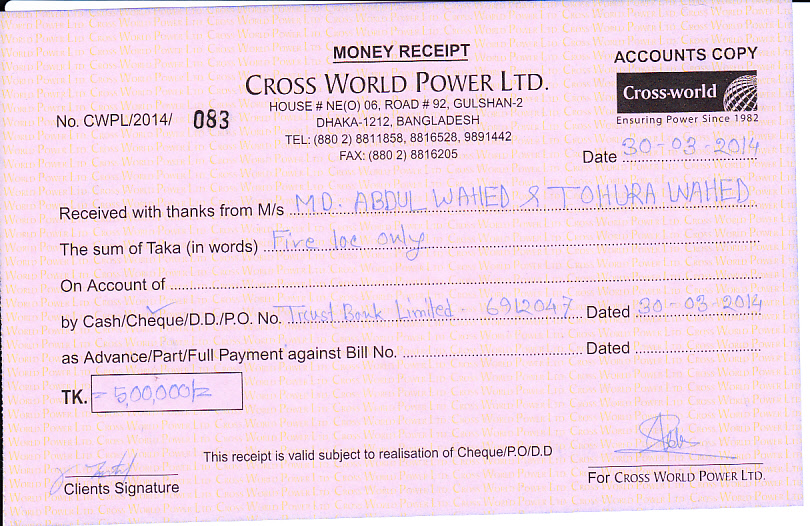 MONEY RECEIPT
ACCOUNTS COPY
CROSS WORLD POWER LTD.
Cross-world
Ensuring Power Since 1982
HOUSE # NE(O) 06, ROAD # 92, GULSHAN-2
DHAKA-1212, BANGLADESH
TEL: (880 2) 8811858, 8816528, 9891442
FAX: (880 2) 8816205
No. CWPL/2014/ 083
Date 30-03-2014
Received with thanks from M/s MD. ABDUL WAHED & TOHURA WAHED
The sum of Taka (in words) Five lac only
On Account of
by Cash/Cheque/D.D./P.O. No. Trust Bank Limited - 6912047 Dated 30-03-2014
as Advance/Part/Full Payment against Bill No. Dated
TK. = 5,00,000/=
This receipt is valid subject to realisation of Cheque/P.O/D.D
Clients Signature
For CROSS WORLD POWER LTD.